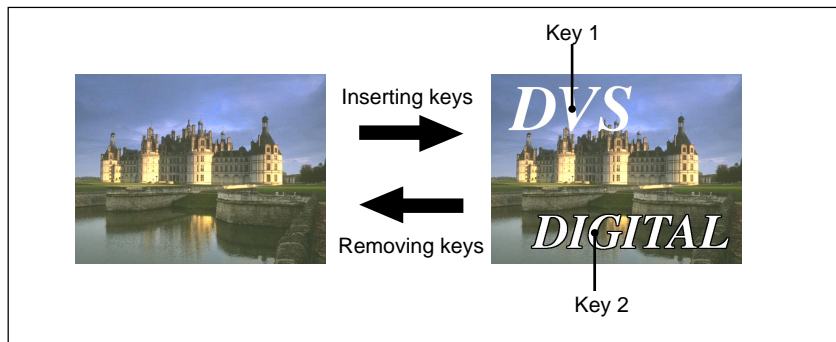 Key 1
DVS
Inserting keys
Removing keys
DIGITAL
Key 2